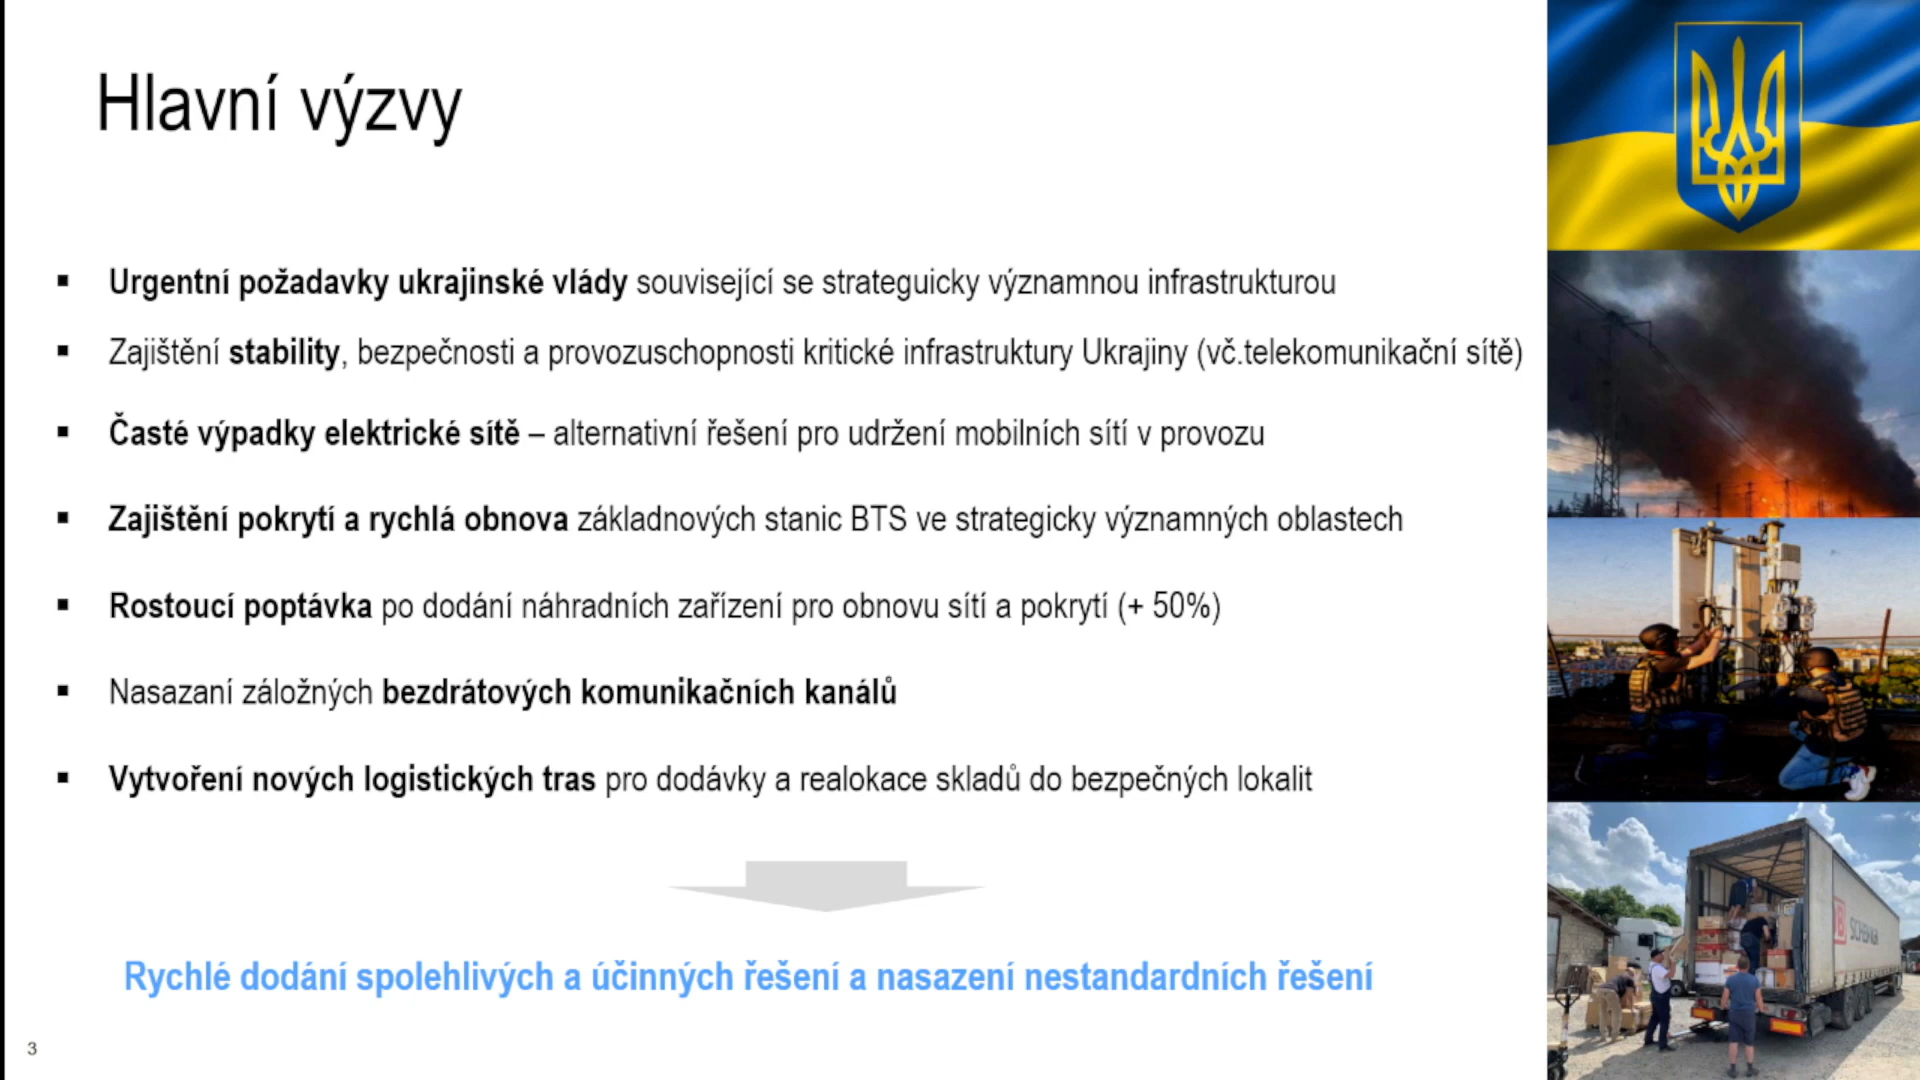 Hlavní výzvy
Urgentní požadavky ukrajinské vlády související se strateguicky významnou infrastrukturou
Zajištění stability, bezpečnosti a provozuschopnosti kritické infrastruktury Ukrajiny (vč.telekomunikační sítě)
Časté výpadky elektrické sítě – alternativní řešení pro udržení mobilních sítí v provozu
Zajištění pokrytí a rychlá obnova základnových stanic BTS ve strategicky významných oblastech
Rostoucí poptávka po dodání náhradních zařízení pro obnovu sítí a pokrytí (+ 50%)
Nasazaní záložných bezdrátových komunikačních kanálů
Vytvoření nových logistických tras pro dodávky a realokace skladů do bezpečných lokalit
Rychlé dodání spolehlivých a účinných řešení a nasazení nestandardních řešení
3